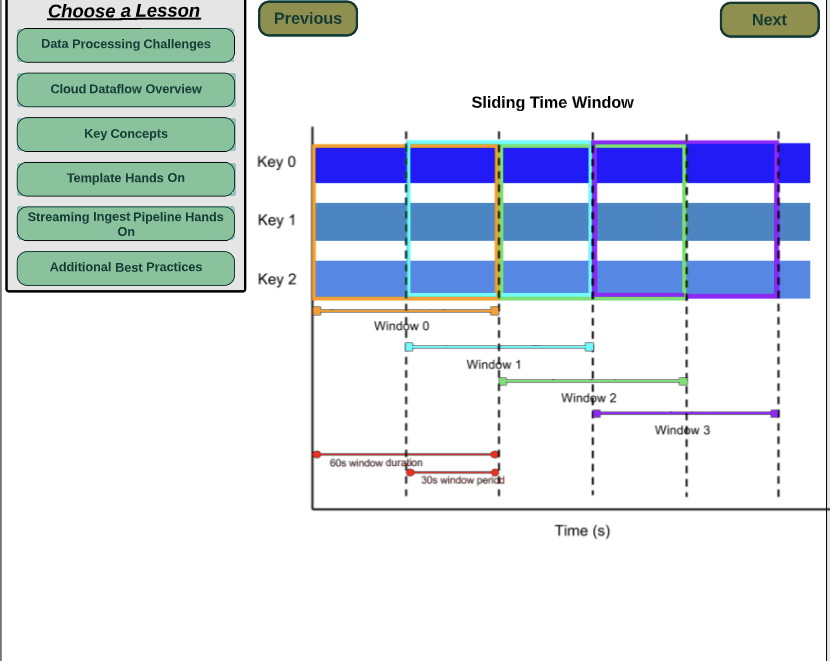 Choose a Lesson
Data Processing Challenges
Cloud Dataflow Overview
Key Concepts
Template Hands On
Streaming Ingest Pipeline Hands
On
Additional Best Practices
Previous
Next
Sliding Time Window
Key 0
Key 1
Key 2
Window 0
Window 1
Window 2
Window 3
60s window duration
30s window period
Time (s)